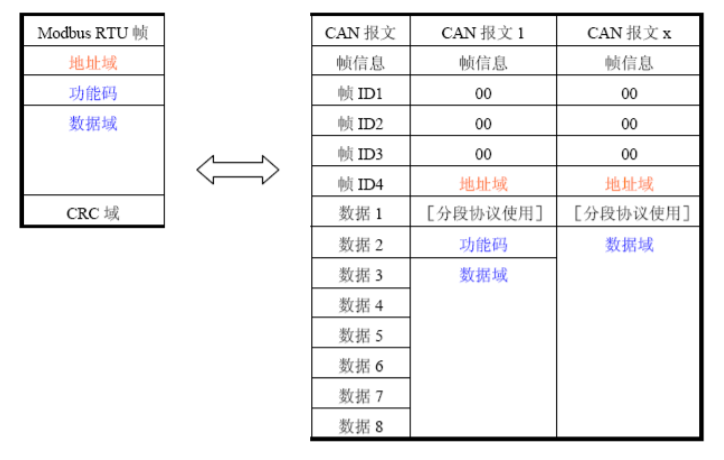 Modbus RTU 帧
地址域
功能码
数据域
CRC 域
CAN 报文 CAN 报文 1 CAN 报文 x
帧信息 帧信息 帧信息
帧 ID1 00 00
帧 ID2 00 00
帧 ID3 00 00
帧 ID4 地址域 地址域
数据 1 [分段协议使用] [分段协议使用]
数据 2 功能码 数据域
数据 3 数据域
数据 4
数据 5
数据 6
数据 7
数据 8